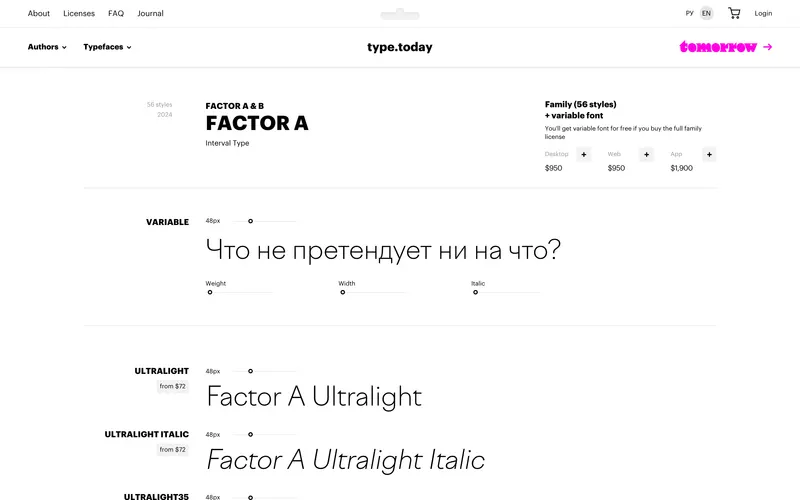 About Licenses FAQ Journal
РУ EN Login
Authors Typefaces type.today tomorrow →
56 styles
2024
FACTOR A & B
FACTOR A
Interval Type
Family (56 styles)
+ variable font
You'll get variable font for free if you buy the full family
license
Desktop + Web + App +
$950 $950 $1,900
VARIABLE 48px
Что не претендует ни на что?
Weight Width Italic
ULTRALIGHT 48px
from $72
Factor A Ultralight
ULTRALIGHT ITALIC 48px
from $72
Factor A Ultralight Italic
ULTRALIGHT35 48px